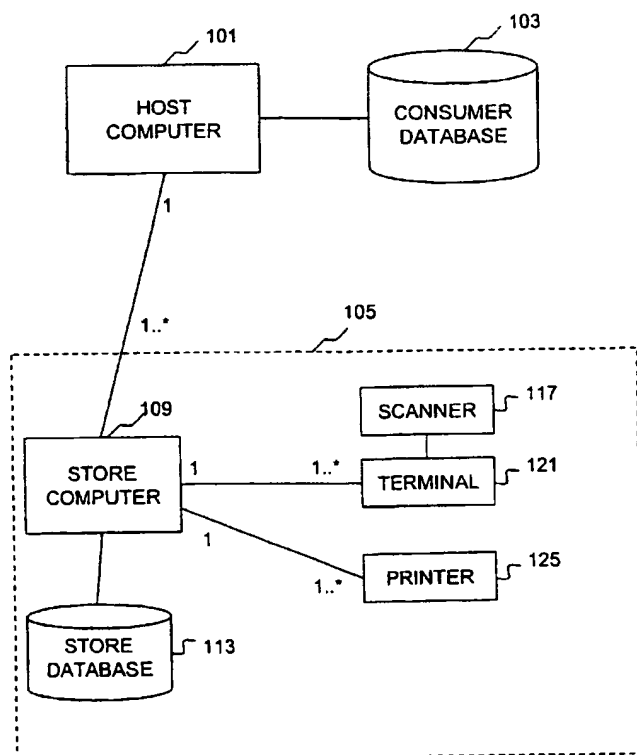 101
103
HOST
COMPUTER
CONSUMER
DATABASE
1
1..*
105
109
STORE
COMPUTER
1
1..*
SCANNER
117
TERMINAL
121
1
1..*
PRINTER
125
STORE
DATABASE
113